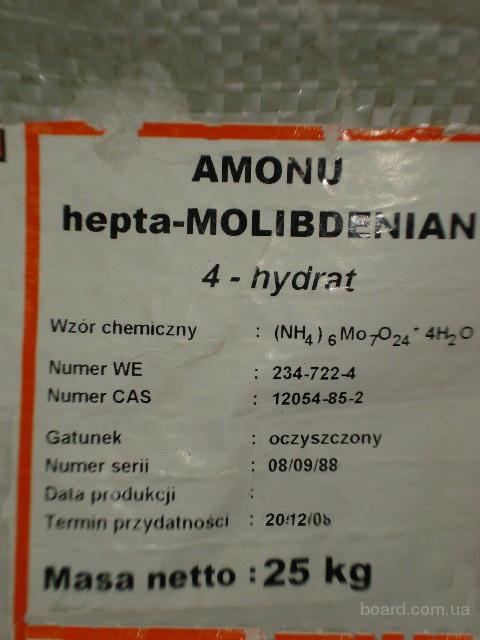 AMONU
hepta-MOLIBDENIAN
4 - hydrat
Wzór chemiczny : (NH4)6Mo7O24 * 4H2O
Numer WE : 234-722-4
Numer CAS : 12054-85-2
Gatunek : oczyszczony
Numer serii : 08/09/88
Data produkcji :
Termin przydatności :
Masa netto : 25 kg
board.com.ua